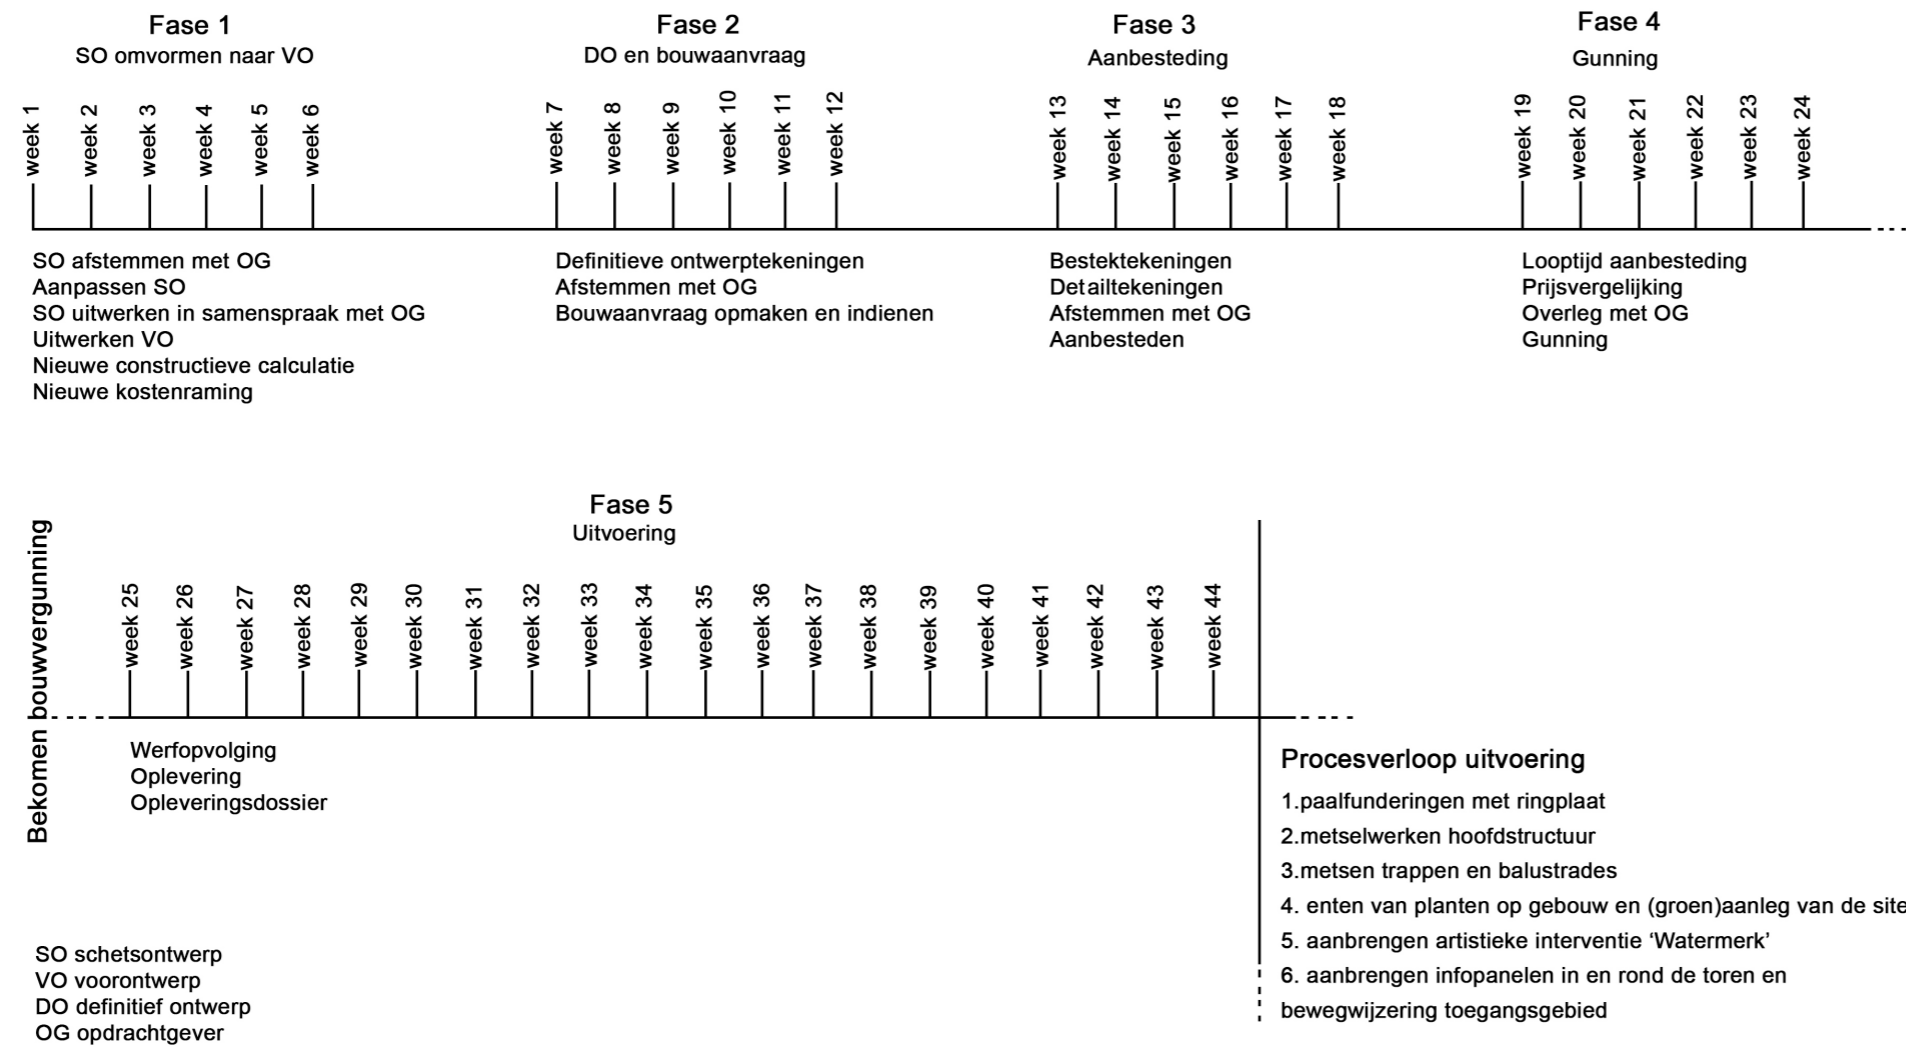 Fase 1
SO omvormen naar VO
week 1
week 2
week 3
week 4
week 5
week 6
SO afstemmen met OG
Aanpassen SO
SO uitwerken in samenspraak met OG
Uitwerken VO
Nieuwe constructieve calculatie
Nieuwe kostenraming
Fase 2
DO en bouwaanvraag
week 7
week 8
week 9
week 10
week 11
week 12
Definitieve ontwerptekeningen
Afstemmen met OG
Bouwaanvraag opmaken en indienen
Fase 3
Aanbesteding
week 13
week 14
week 15
week 16
week 17
week 18
Bestektekeningen
Detailtekeningen
Afstemmen met OG
Aanbesteden
Fase 4
Gunning
week 19
week 20
week 21
week 22
week 23
week 24
Looptijd aanbesteding
Prijsvergelijking
Overleg met OG
Gunning
Bekomen bouwvergunning
Fase 5
Uitvoering
week 25
week 26
week 27
week 28
week 29
week 30
week 31
week 32
week 33
week 34
week 35
week 36
week 37
week 38
week 39
week 40
week 41
week 42
week 43
week 44
Werfopvolging
Oplevering
Opleveringsdossier
Procesverloop uitvoering
1.paalfunderingen met ringplaat
2.metselwerken hoofdstructuur
3.metsen trappen en balustrades
4. enten van planten op gebouw en (groen)aanleg van de site
5. aanbrengen artistieke interventie ‘Watermerk’
6. aanbrengen infopanelen in en rond de toren en
bewegwijzering toegangsgebied
SO schetsontwerp
VO voorontwerp
DO definitief ontwerp
OG opdrachtgever